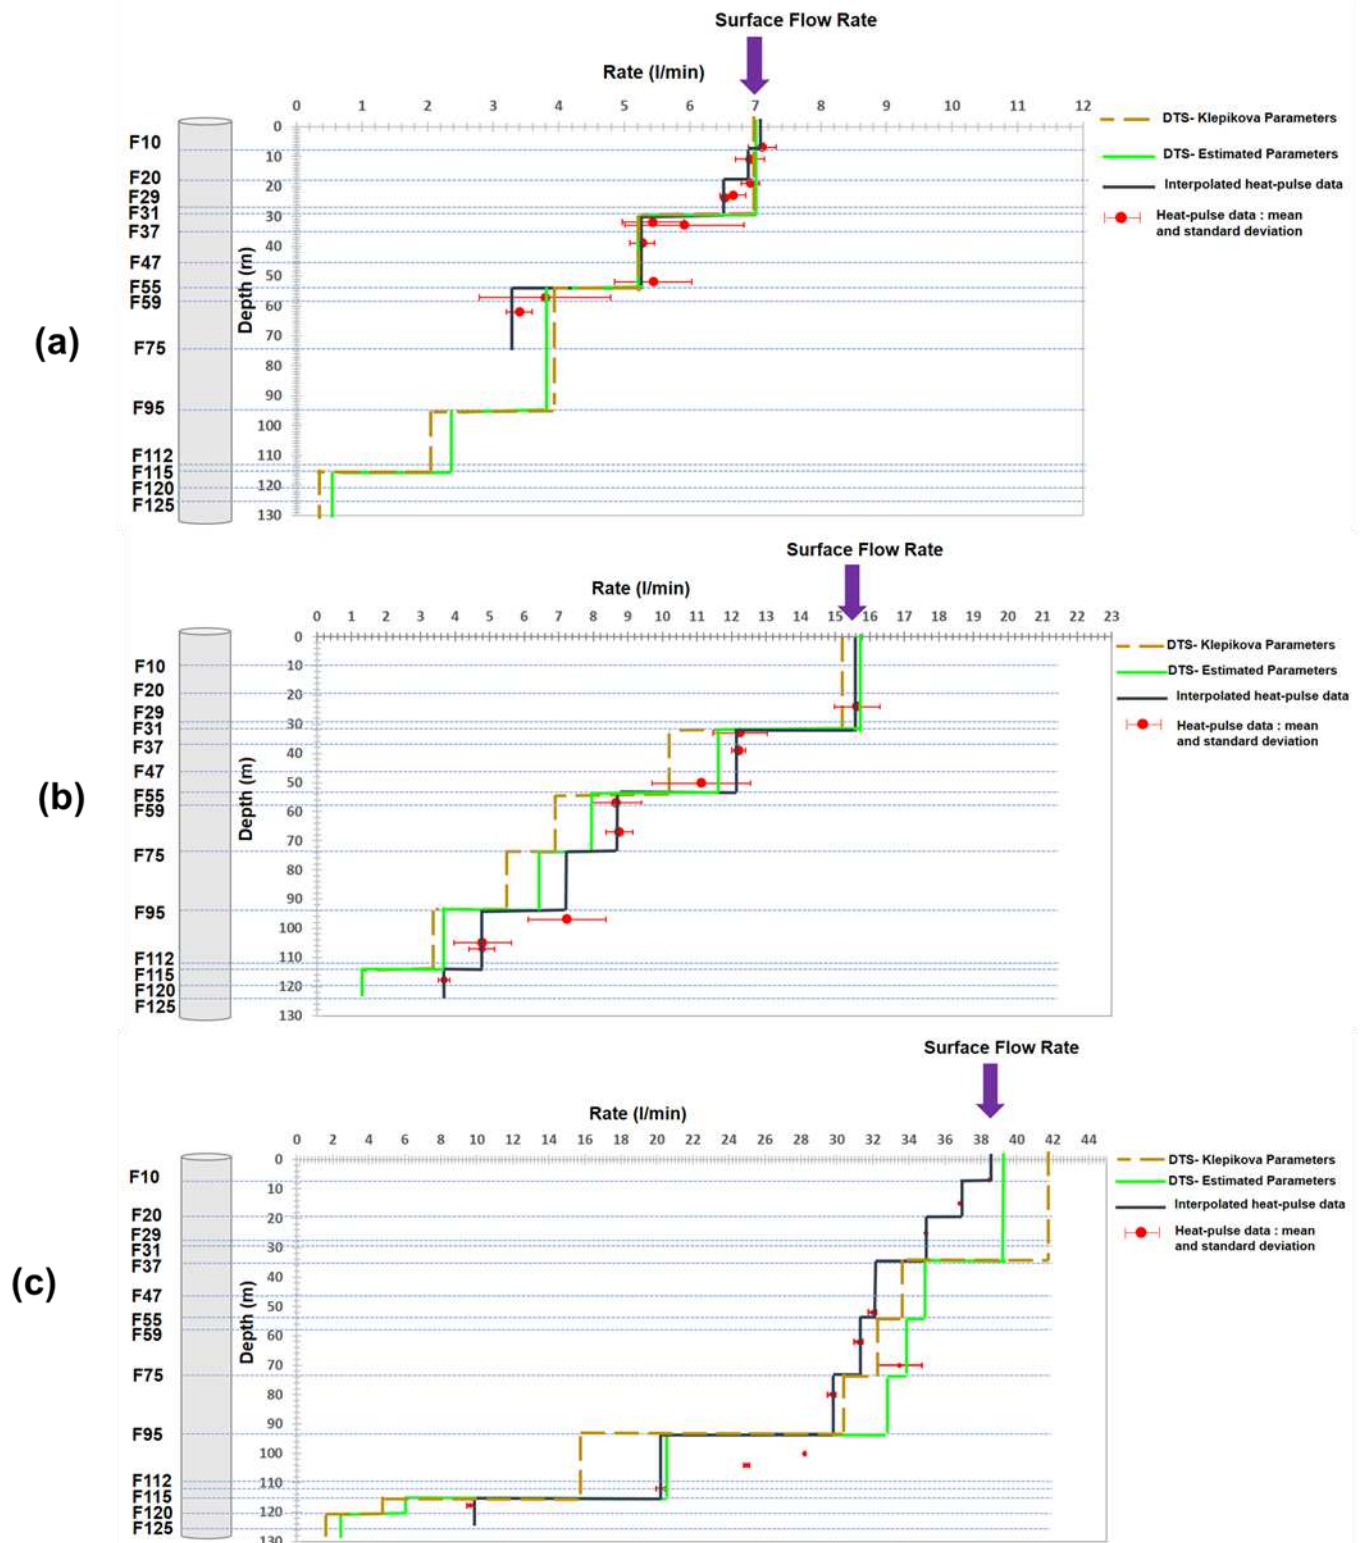 Surface Flow Rate
Rate (l/min)
0 1 2 3 4 5 6 7 8 9 10 11 12
(a)
F10
F20
F29
F31
F37
F47
F55
F59
F75
F95
F112
F115
F120
F125
Depth (m)
0
10
20
30
40
50
60
70
80
90
100
110
120
130
DTS- Klepikova Parameters
DTS- Estimated Parameters
Interpolated heat-pulse data
Heat-pulse data : mean
and standard deviation
Surface Flow Rate
Rate (l/min)
0 1 2 3 4 5 6 7 8 9 10 11 12 13 14 15 16 17 18 19 20 21 22 23
(b)
F10
F20
F29
F31
F37
F47
F55
F59
F75
F95
F112
F115
F120
F125
Depth (m)
0
10
20
30
40
50
60
70
80
90
100
110
120
130
DTS- Klepikova Parameters
DTS- Estimated Parameters
Interpolated heat-pulse data
Heat-pulse data : mean
and standard deviation
Surface Flow Rate
Rate (l/min)
0 2 4 6 8 10 12 14 16 18 20 22 24 26 28 30 32 34 36 38 40 42 44
(c)
F10
F20
F29
F31
F37
F47
F55
F59
F75
F95
F112
F115
F120
F125
Depth (m)
0
10
20
30
40
50
60
70
80
90
100
110
120
130
DTS- Klepikova Parameters
DTS- Estimated Parameters
Interpolated heat-pulse data
Heat-pulse data : mean
and standard deviation